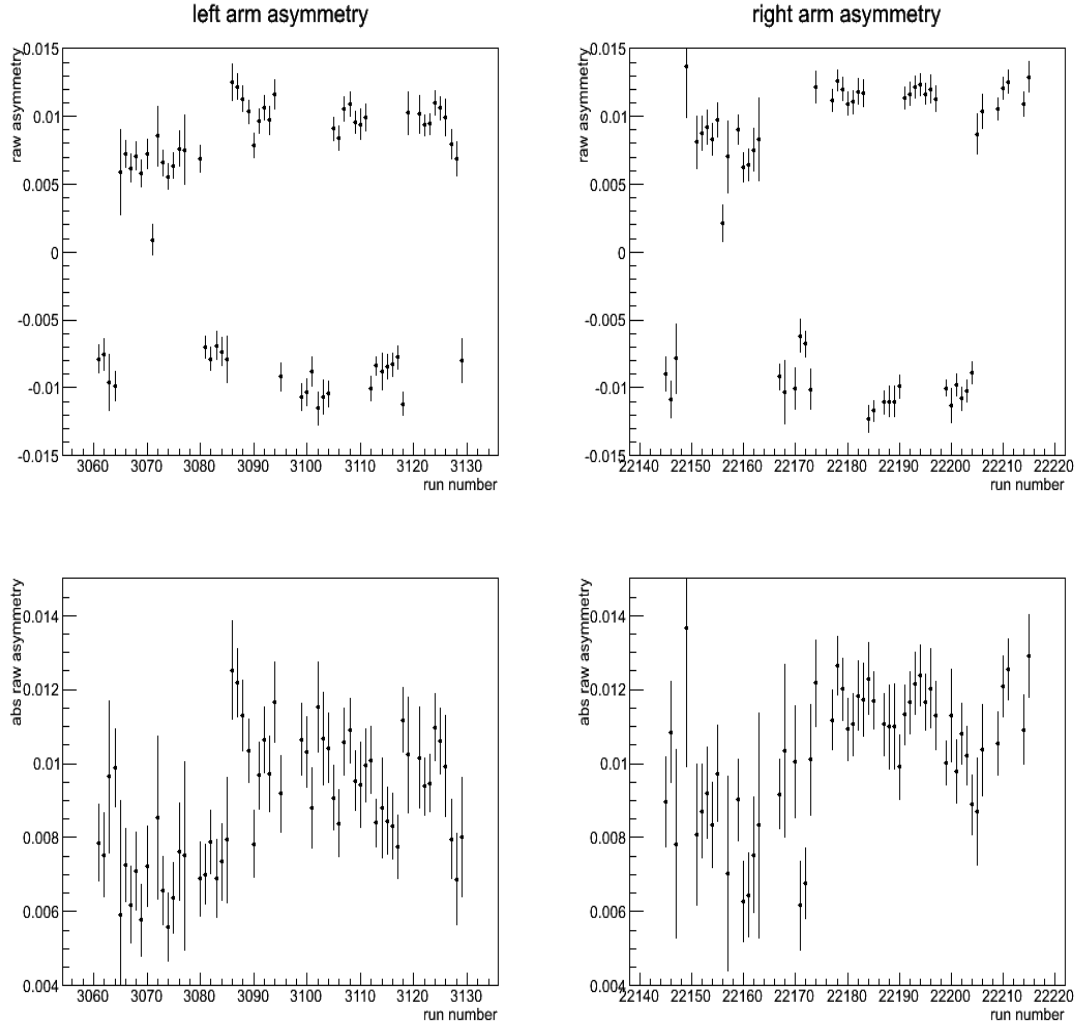 left arm asymmetry
right arm asymmetry
raw asymmetry
0.015
0.01
0.005
0
-0.005
-0.01
-0.015
3060 3070 3080 3090 3100 3110 3120 3130
run number
raw asymmetry
0.015
0.01
0.005
0
-0.005
-0.01
-0.015
22140 22150 22160 22170 22180 22190 22200 22210 22220
run number
abs raw asymmetry
0.014
0.012
0.01
0.008
0.006
0.004
3060 3070 3080 3090 3100 3110 3120 3130
run number
abs raw asymmetry
0.014
0.012
0.01
0.008
0.006
0.004
22140 22150 22160 22170 22180 22190 22200 22210 22220
run number